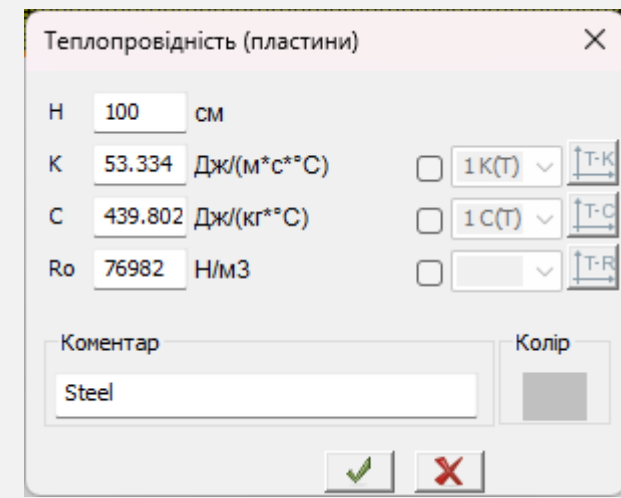 Теплопровідність (пластини)
H 100 см
K 53.334 Дж/(м*с*°C) 1 K(T) T-K
C 439.802 Дж/(кг*°C) 1 C(T) T-C
Ro 76982 Н/м3 T-R
Коментар Колір
Steel